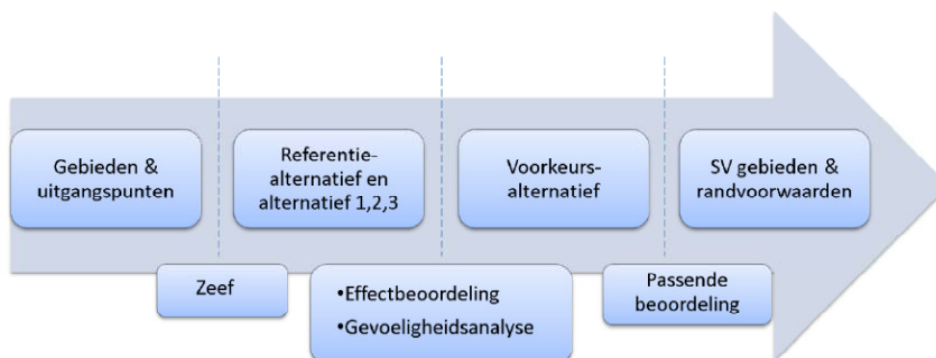 Gebieden &
uitgangspunten
Referentie-
alternatief en
alternatief 1,2,3
Voorkeurs-
alternatief
SV gebieden &
randvoorwaarden
Zeef
•Effectbeoordeling
•Gevoeligheidsanalyse
Passende
beoordeling